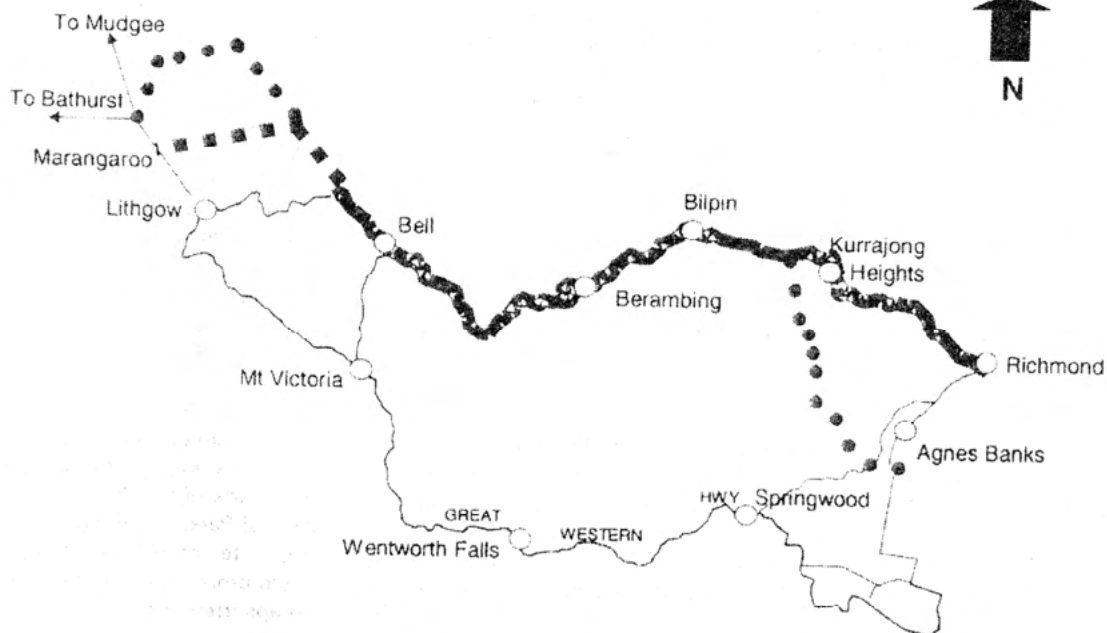 To Mudgee
N
To Bathurst
Marangaroo
Lithgow
Bell
Bilpin
Kurrajong
Heights
Berambing
Richmond
Mt Victoria
Agnes Banks
HWY
Springwood
GREAT
WESTERN
Wentworth Falls